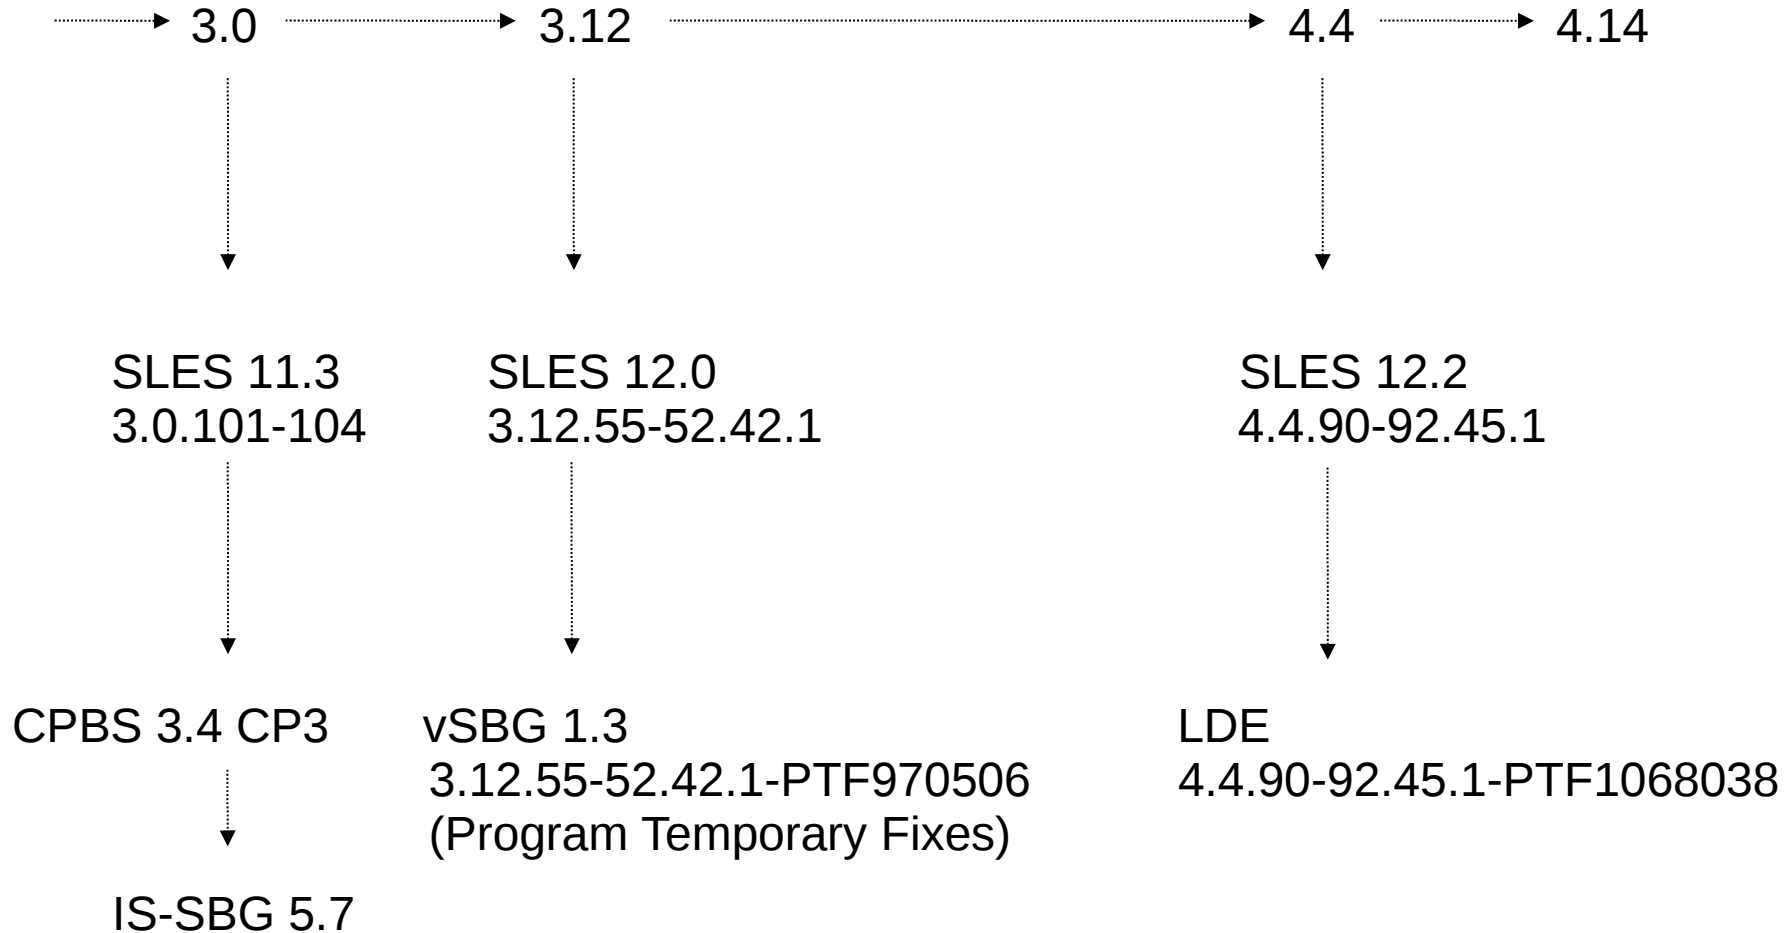 3.0
3.12
4.4
4.14
SLES 11.3
3.0.101-104
SLES 12.0
3.12.55-52.42.1
SLES 12.2
4.4.90-92.45.1
CPBS 3.4 CP3
vSBG 1.3
3.12.55-52.42.1-PTF970506
(Program Temporary Fixes)
LDE
4.4.90-92.45.1-PTF1068038
IS-SBG 5.7